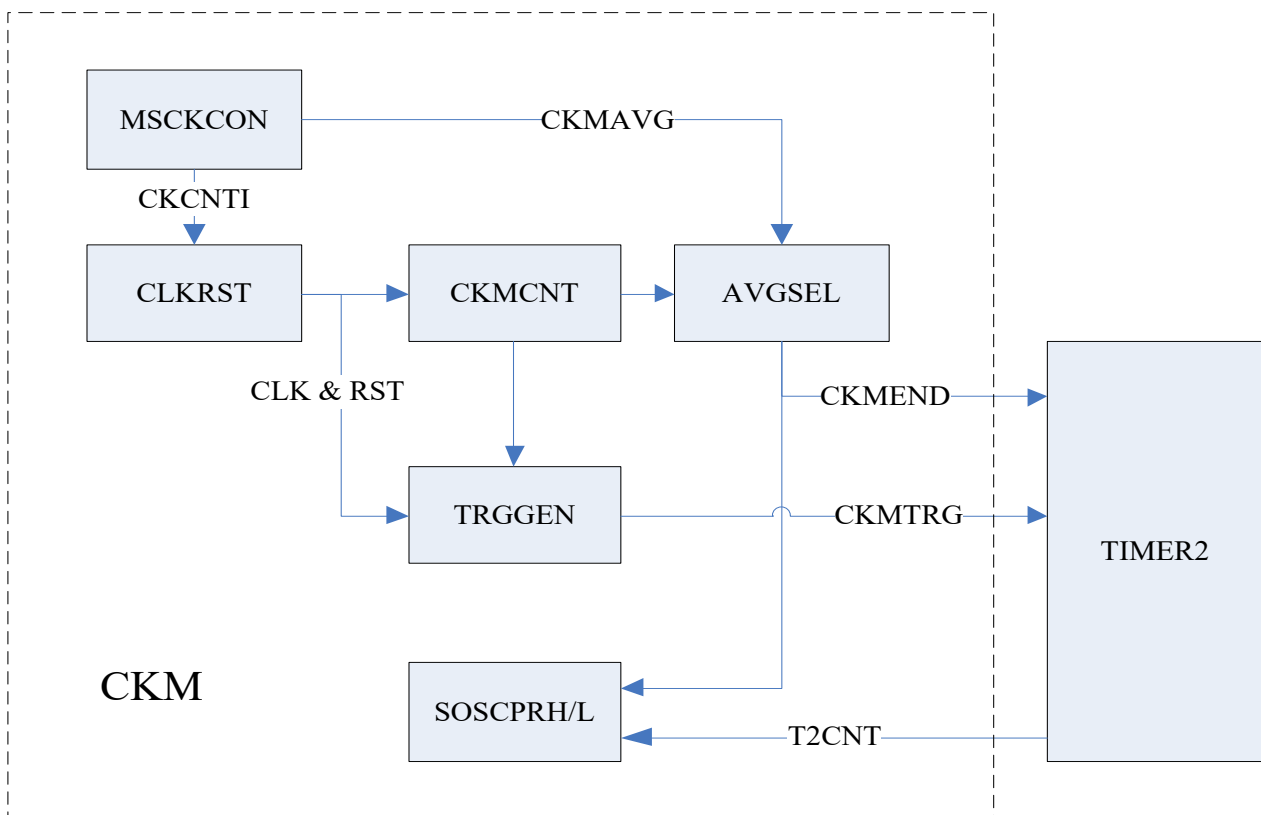 MSCKCON
CKMAVG
CKCNTI
CLKRST
CKMCNT
AVGSEL
CLK & RST
CKMEND
TRGGEN
CKMTRG
TIMER2
CKM
SOSCPRH/L
T2CNT